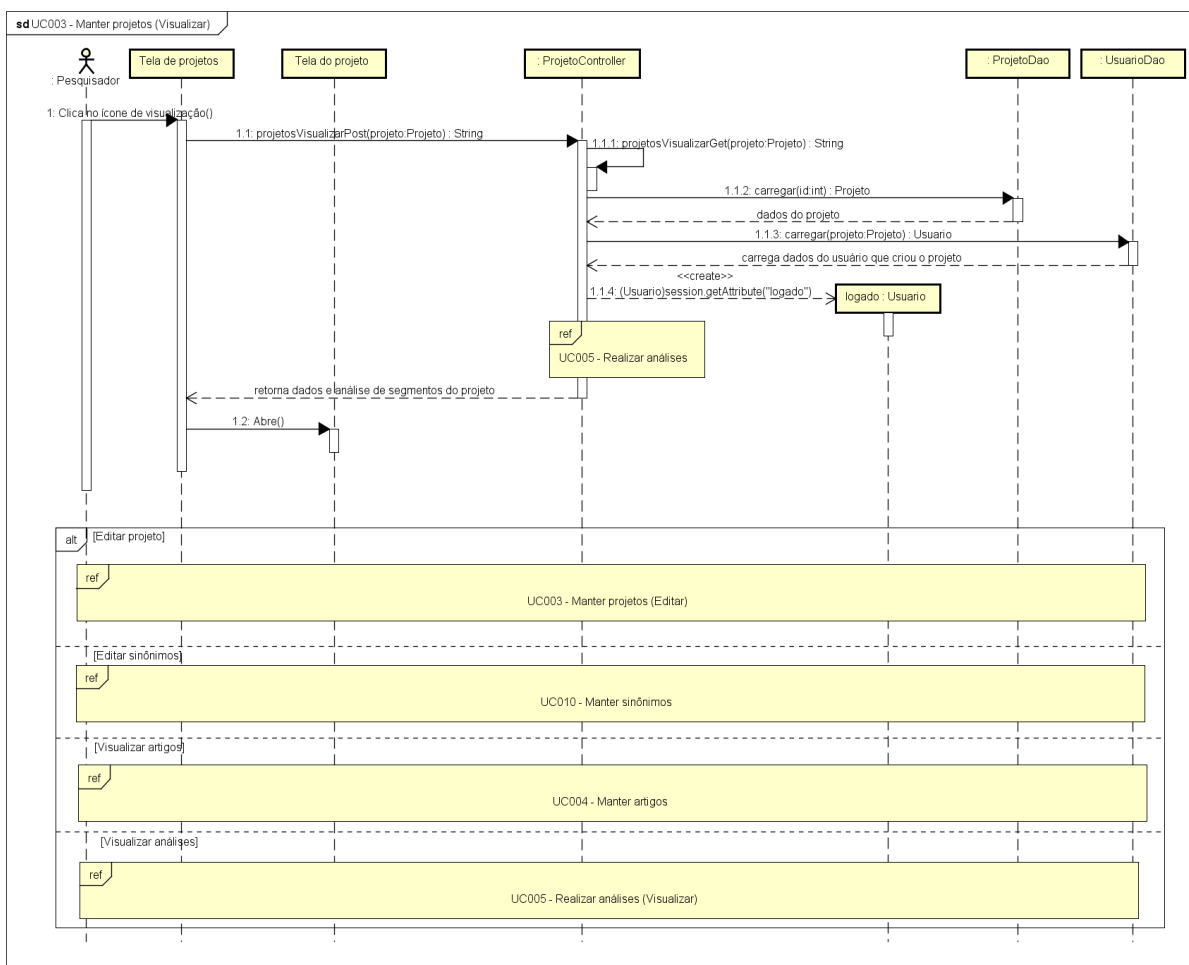 sd UC003 - Manter projetos (Visualizar)
: Pesquisador
Tela de projetos
Tela do projeto
: ProjetoController
: ProjetoDao
: UsuarioDao
1: Clica no ícone de visualização()
1.1: projetosVisualizarPost(projeto:Projeto) : String
1.1.1: projetosVisualizarGet(projeto:Projeto) : String
1.1.2: carregar(id:int) : Projeto
dados do projeto
1.1.3: carregar(projeto:Projeto) : Usuario
carrega dados do usuário que criou o projeto
<<create>>
1.1.4: (Usuario)session.getAttribute("logado")
logado : Usuario
ref
UC005 - Realizar análises
retorna dados e análise de segmentos do projeto
1.2: Abre()
alt
[Editar projeto]
ref
UC003 - Manter projetos (Editar)
[Editar sinônimos]
ref
UC010 - Manter sinônimos
[Visualizar artigos]
ref
UC004 - Manter artigos
[Visualizar análises]
ref
UC005 - Realizar análises (Visualizar)